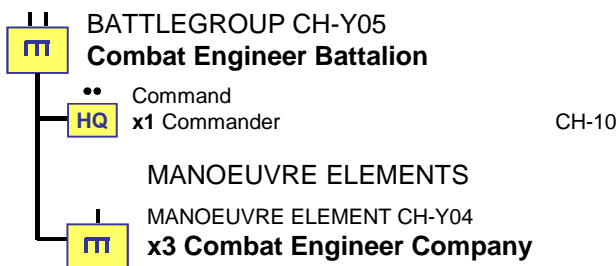 BATTLEGROUP CH-Y05
Combat Engineer Battalion
Command
HQ x1 Commander CH-10
MANOEUVRE ELEMENTS
MANOEUVRE ELEMENT CH-Y04
x3 Combat Engineer Company